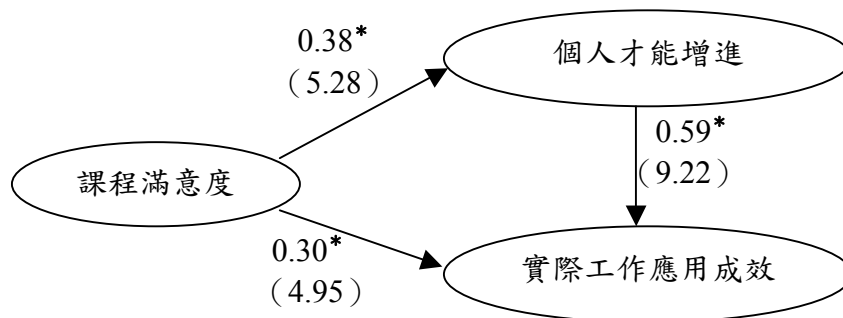 0.38*
(5.28)
個人才能增進
0.59*
(9.22)
課程滿意度
0.30*
(4.95)
實際工作應用成效